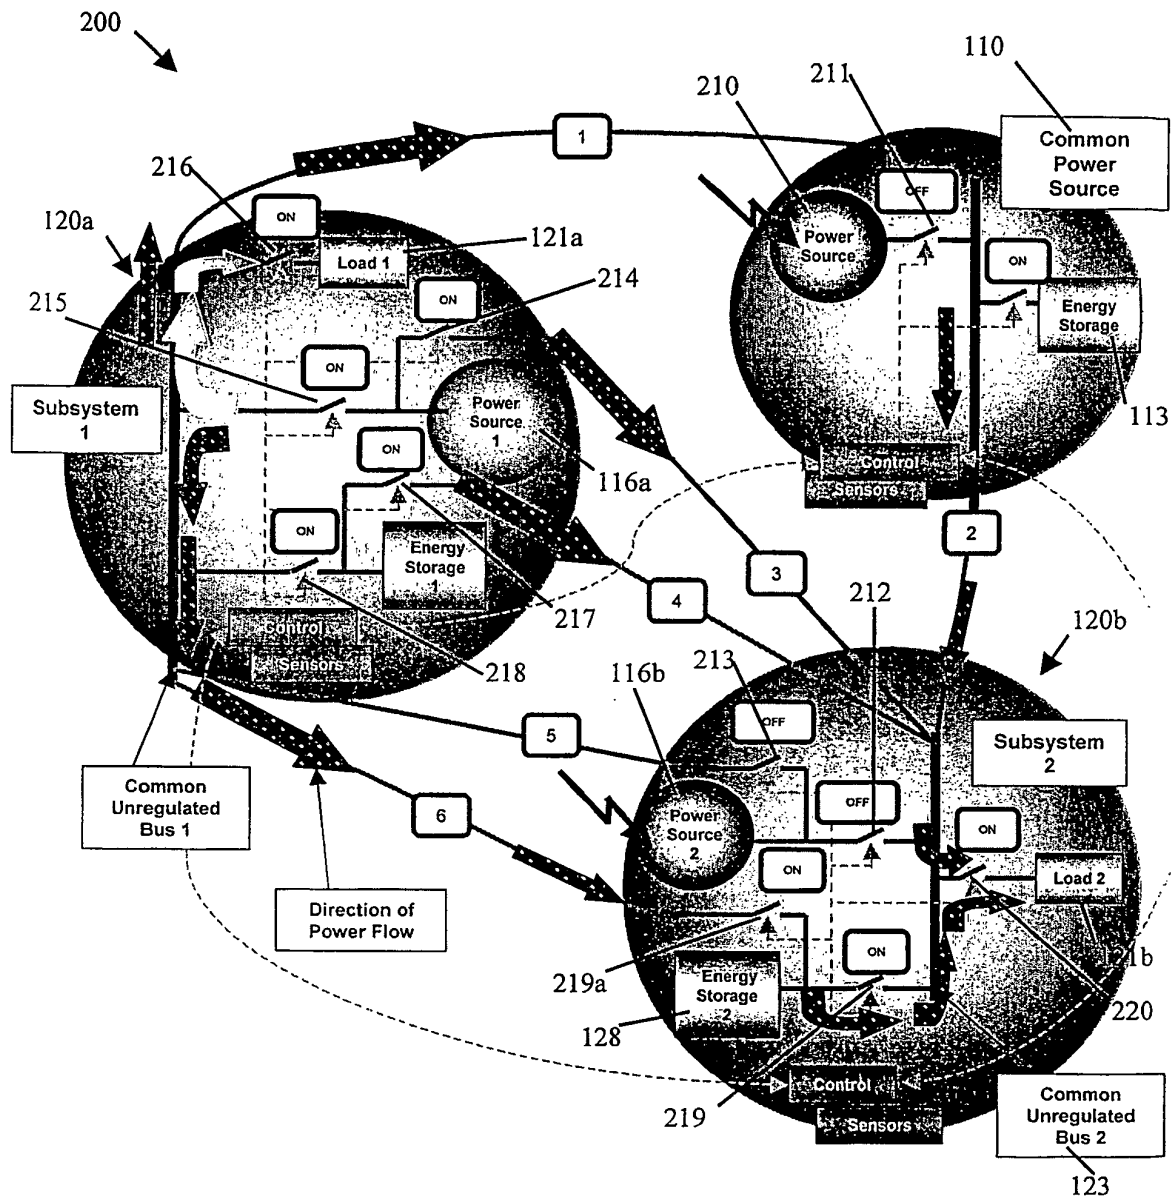 200
110
Common
Power
Source
210
211
1
216
OFF
120a
ON
121a
Power
Source
ON
Load 1
214
ON
Energy
Storage
215
ON
Subsystem
1
Power
Source
1
113
ON
116a
Control
Sensors
ON
2
Energy
Storage
1
3
4
212
217
120b
Control
Sensors
218
116b
213
OFF
5
Subsystem
2
Common
Unregulated
Bus 1
OFF
6
Power
Source
2
ON
ON
Load 2
Direction of
Power Flow
ON
121b
219a
Energy
Storage
2
220
128
Control
219
Sensors
Common
Unregulated
Bus 2
123